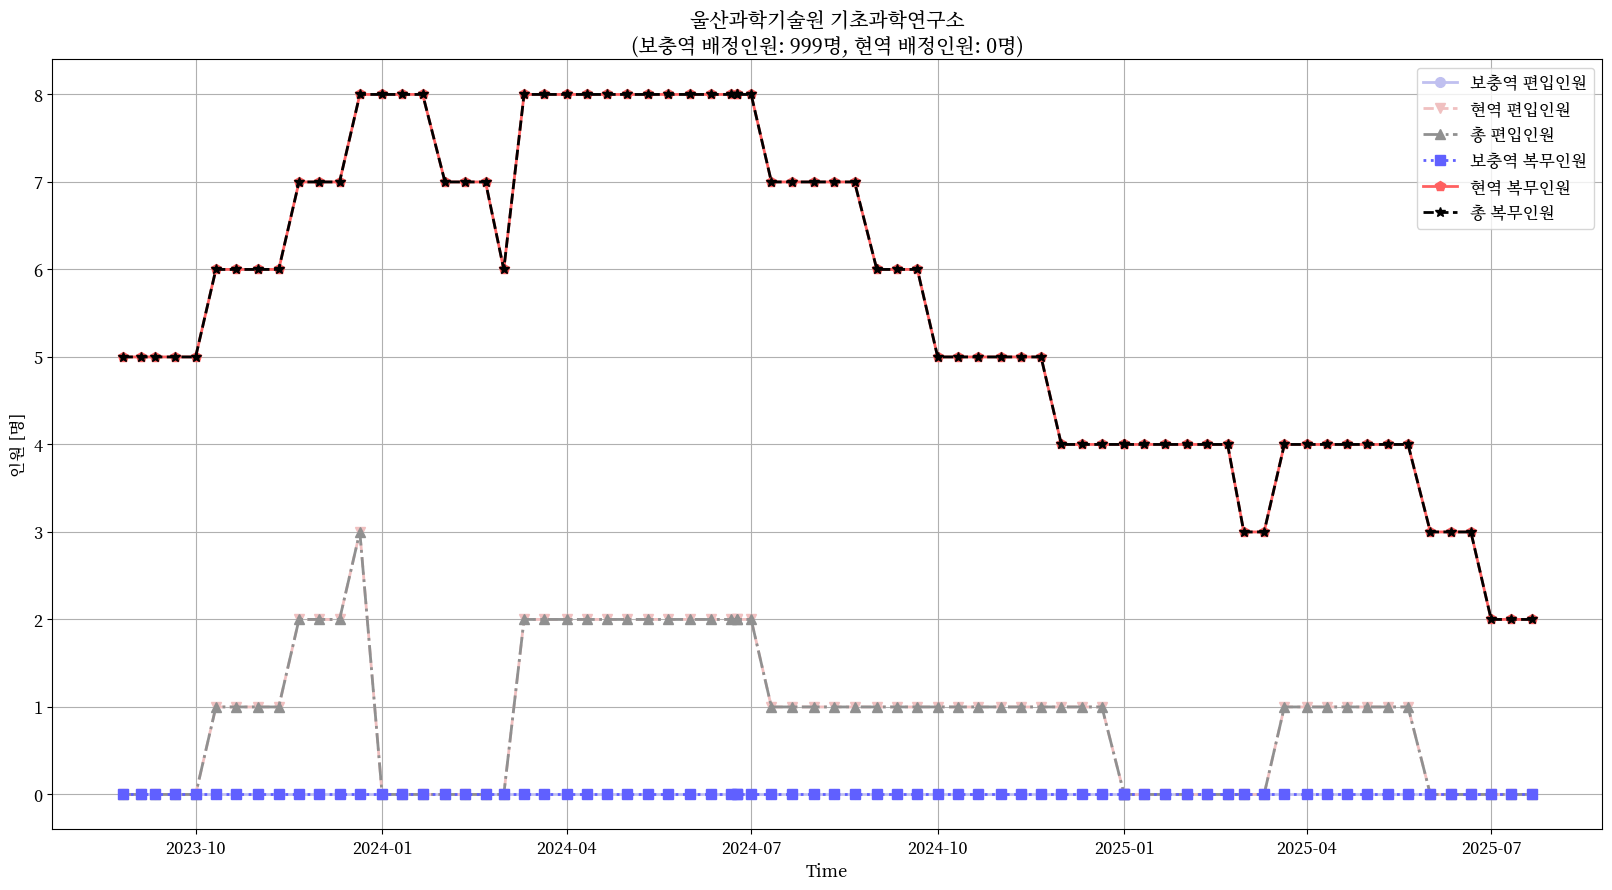 울산과학기술원 기초과학연구소
(보충역 배정인원: 999명, 현역 배정인원: 0명)
보충역 편입인원
현역 편입인원
총 편입인원
보충역 복무인원
현역 복무인원
총 복무인원
인원 [명]
8
7
6
5
4
3
2
1
0
2023-10
2024-01
2024-04
2024-07
2024-10
2025-01
2025-04
2025-07
Time